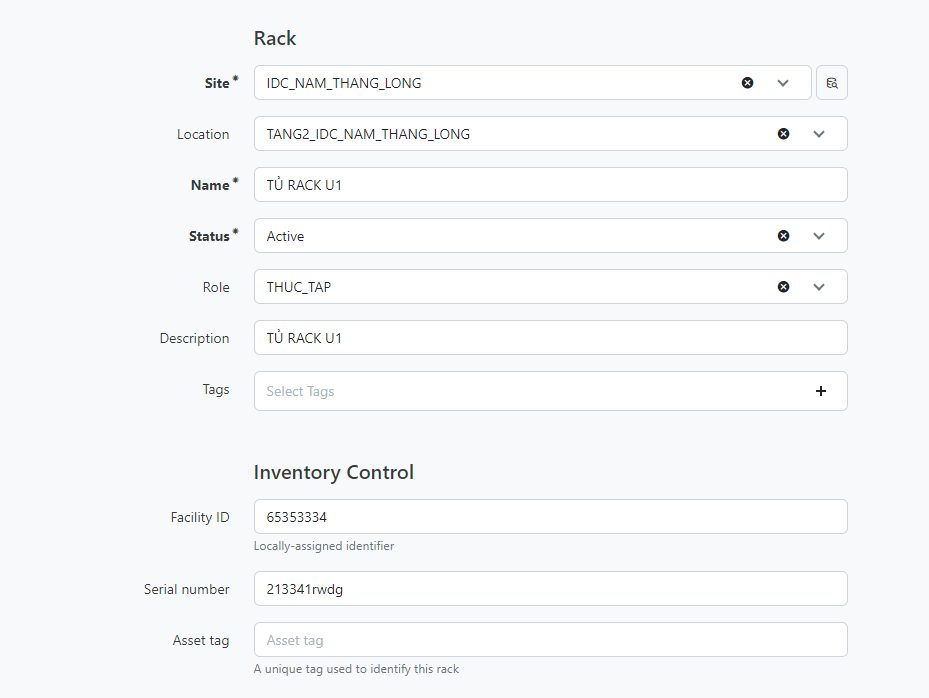 Rack
Site* IDC_NAM_THANG_LONG
Location TANG2_IDC_NAM_THANG_LONG
Name* TỦ RACK U1
Status* Active
Role THUC_TAP
Description TỦ RACK U1
Tags Select Tags
Inventory Control
Facility ID 65353334
Locally-assigned identifier
Serial number 213341rwdg
Asset tag Asset tag
A unique tag used to identify this rack